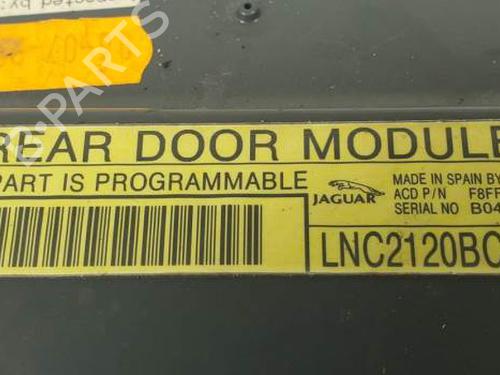 REAR DOOR MODULE
PART IS PROGRAMMABLE
JAGUAR
MADE IN SPAIN BY
ACD P/N F8FF
SERIAL NO B04
LNC2120BC
B-PARTS